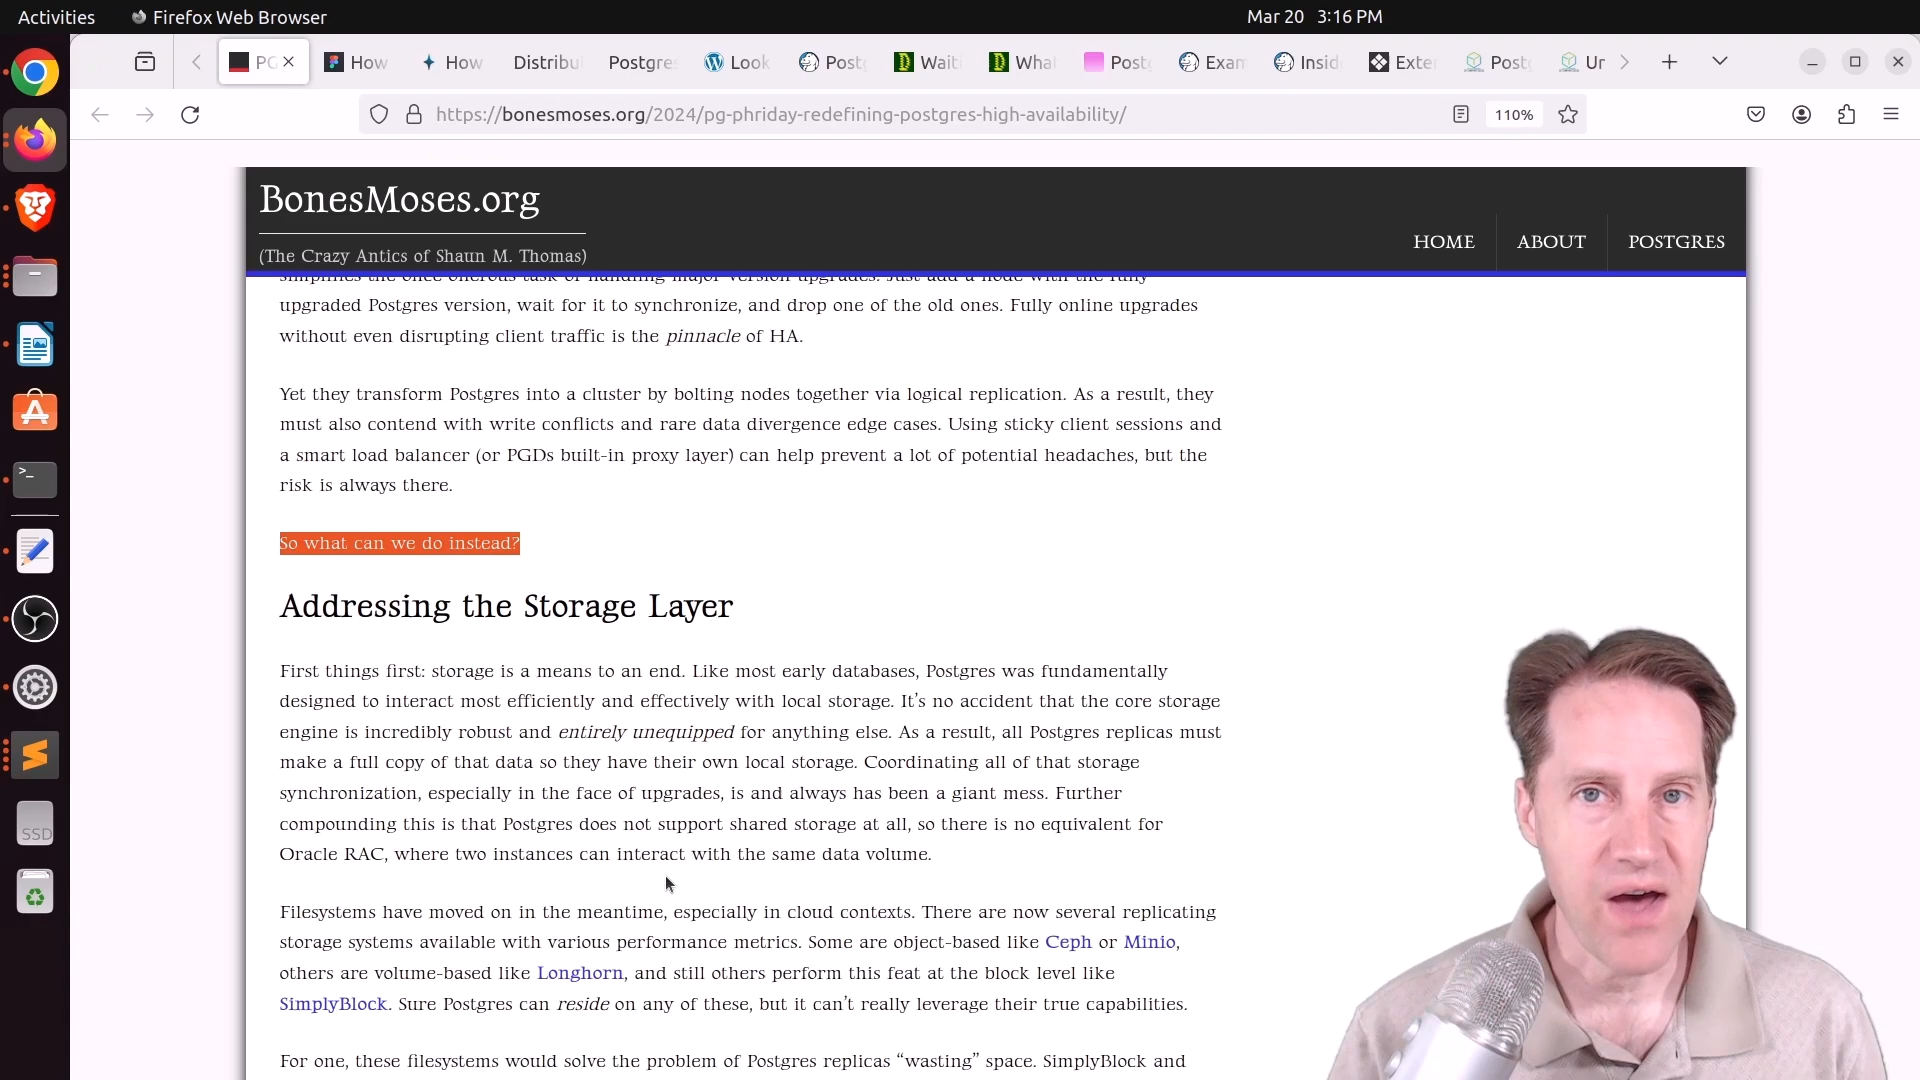 Activities
Firefox Web Browser
Mar 20 3:16 PM
PG
How
How
Distribu
Postgres
Look
Postg
Waiti
What
Postg
Exam
Insid
Exter
Postg
Un
https://bonesmoses.org/2024/pg-phriday-redefining-postgres-high-availability/
110%
BonesMoses.org
(The Crazy Antics of Shaun M. Thomas)
HOME
ABOUT
POSTGRES
simplifies the once onerous task of handling major version upgrades. Just add a node with the fully
upgraded Postgres version, wait for it to synchronize, and drop one of the old ones. Fully online upgrades
without even disrupting client traffic is the pinnacle of HA.
Yet they transform Postgres into a cluster by bolting nodes together via logical replication. As a result, they
must also contend with write conflicts and rare data divergence edge cases. Using sticky client sessions and
a smart load balancer (or PGDs built-in proxy layer) can help prevent a lot of potential headaches, but the
risk is always there.
So what can we do instead?
Addressing the Storage Layer
First things first: storage is a means to an end. Like most early databases, Postgres was fundamentally
designed to interact most efficiently and effectively with local storage. It's no accident that the core storage
engine is incredibly robust and entirely unequipped for anything else. As a result, all Postgres replicas must
make a full copy of that data so they have their own local storage. Coordinating all of that storage
synchronization, especially in the face of upgrades, is and always has been a giant mess. Further
compounding this is that Postgres does not support shared storage at all, so there is no equivalent for
Oracle RAC, where two instances can interact with the same data volume.
Filesystems have moved on in the meantime, especially in cloud contexts. There are now several replicating
storage systems available with various performance metrics. Some are object-based like Ceph or Minio,
others are volume-based like Longhorn, and still others perform this feat at the block level like
SimplyBlock. Sure Postgres can reside on any of these, but it can't really leverage their true capabilities.
For one, these filesystems would solve the problem of Postgres replicas “wasting” space. SimplyBlock and
SSD